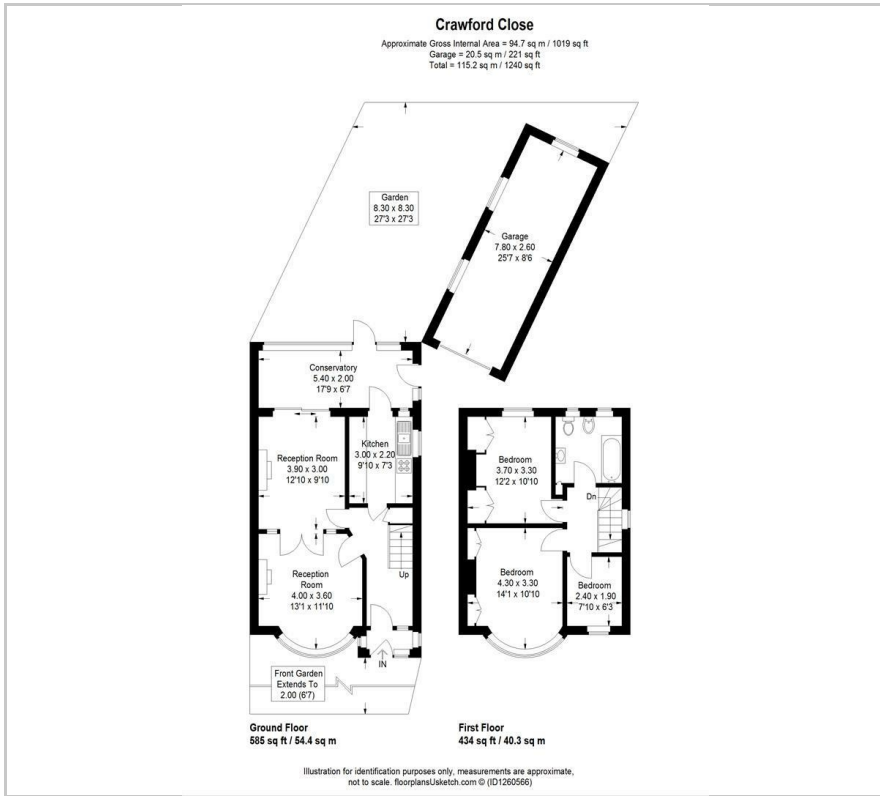 Crawford Close
Approximate Gross Internal Area = 94.7 sq m / 1019 sq ft
Garage = 20.5 sq m / 221 sq ft
Total = 115.2 sq m / 1240 sq ft
Garden
8.30 x 8.30
27'3 x 27'3
Garage
7.80 x 2.60
25'7 x 8'6
Conservatory
5.40 x 2.00
17'9 x 6'7
Reception Room
3.90 x 3.00
12'10 x 9'10
Kitchen
3.00 x 2.20
9'10 x 7'3
Reception
Room
4.00 x 3.60
13'1 x 11'10
Up
IN
Front Garden
Extends To
2.00 (6'7)
Bedroom
3.70 x 3.30
12'2 x 10'10
Dn
Bedroom
4.30 x 3.30
14'1 x 10'10
Bedroom
2.40 x 1.90
7'10 x 6'3
Ground Floor
585 sq ft / 54.4 sq m
First Floor
434 sq ft / 40.3 sq m
Illustration for identification purposes only, measurements are approximate,
not to scale. floorplansUsketch.com © (ID1260566)